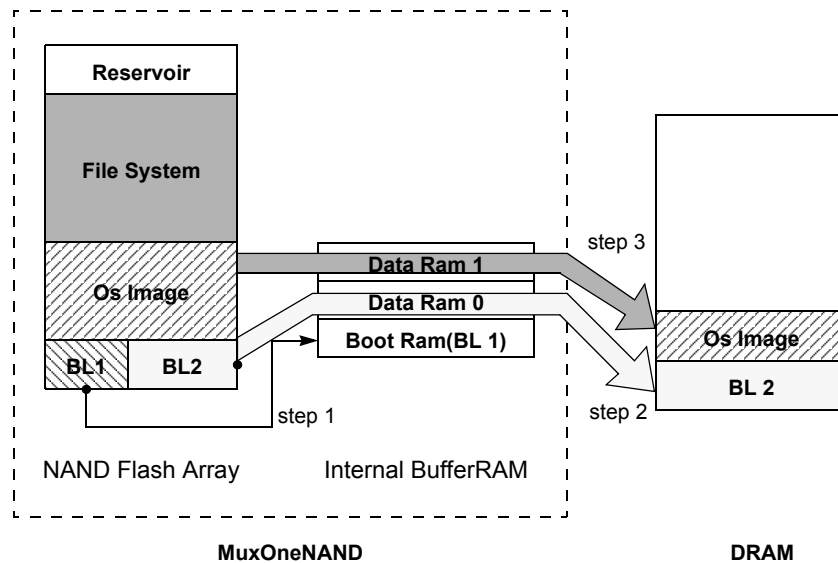 Reservoir
File System
step 3
Data Ram 1
Os Image
Data Ram 0
Boot Ram(BL 1)
Os Image
BL1
BL2
BL 2
step 1
step 2
NAND Flash Array
Internal BufferRAM
MuxOneNAND
DRAM